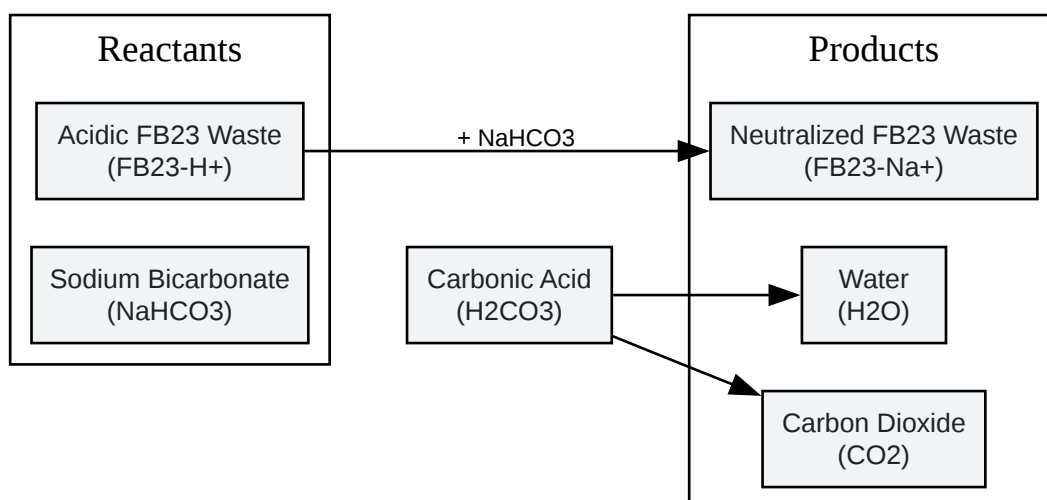 Reactants
Products
Acidic FB23 Waste
(FB23-H+)
+ NaHCO3
Neutralized FB23 Waste
(FB23-Na+)
Sodium Bicarbonate
(NaHCO3)
Carbonic Acid
(H2CO3)
Water
(H2O)
Carbon Dioxide
(CO2)